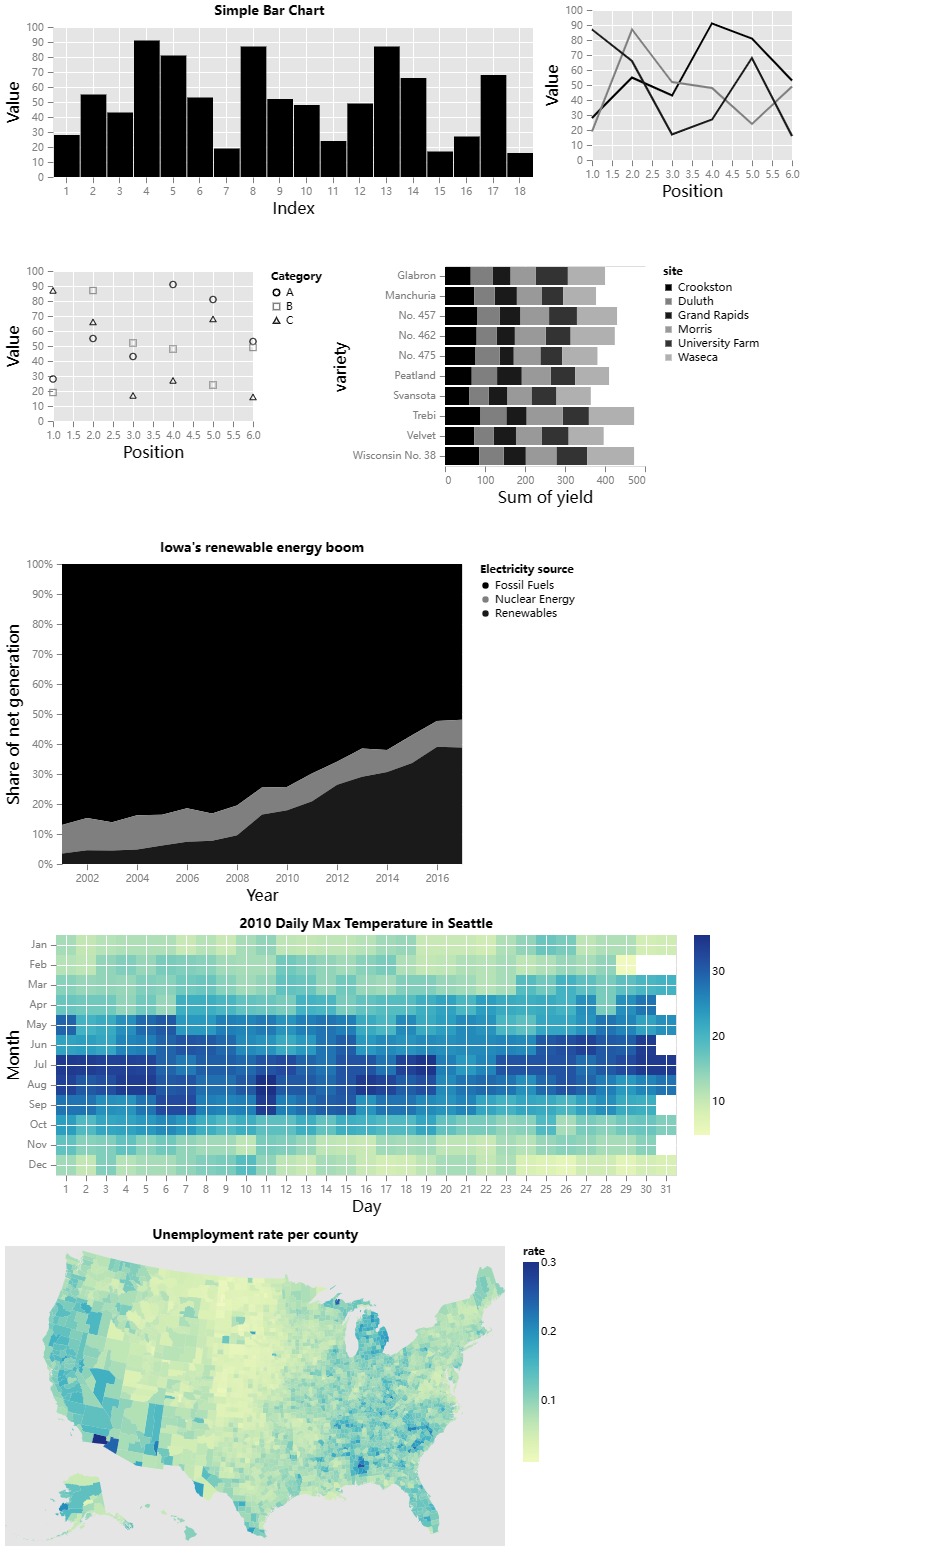 Simple Bar Chart
100
90
80
70
60
50
40
30
20
10
0
Value
1 2 3 4 5 6 7 8 9 10 11 12 13 14 15 16 17 18
Index
100
90
80
70
60
50
40
30
20
10
0
Value
1.0 1.5 2.0 2.5 3.0 3.5 4.0 4.5 5.0 5.5 6.0
Position
100
90
80
70
60
50
40
30
20
10
0
Value
1.0 1.5 2.0 2.5 3.0 3.5 4.0 4.5 5.0 5.5 6.0
Position
Category
A
B
C
variety
Glabron
Manchuria
No. 457
No. 462
No. 475
Peatland
Svansota
Trebi
Velvet
Wisconsin No. 38
0 100 200 300 400 500
Sum of yield
site
Crookston
Duluth
Grand Rapids
Morris
University Farm
Waseca
Iowa's renewable energy boom
100%
90%
80%
70%
60%
50%
40%
30%
20%
10%
0%
Share of net generation
2002 2004 2006 2008 2010 2012 2014 2016
Year
Electricity source
Fossil Fuels
Nuclear Energy
Renewables
2010 Daily Max Temperature in Seattle
Jan
Feb
Mar
Apr
May
Jun
Jul
Aug
Sep
Oct
Nov
Dec
Month
1 2 3 4 5 6 7 8 9 10 11 12 13 14 15 16 17 18 19 20 21 22 23 24 25 26 27 28 29 30 31
Day
30
20
10
Unemployment rate per county
rate
0.3
0.2
0.1